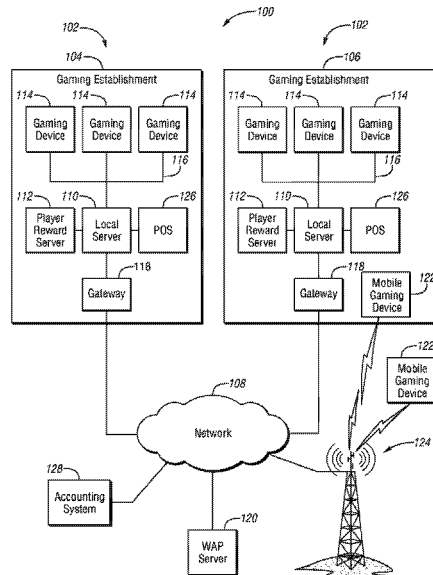 100
102
102
104
106
Gaming Establishment
Gaming Establishment
114
114
114
114
114
114
Gaming Device
Gaming Device
Gaming Device
Gaming Device
Gaming Device
Gaming Device
116
116
112
110
126
112
110
126
Player Reward Server
Local Server
POS
Player Reward Server
Local Server
POS
118
118
Gateway
Gateway
122
Mobile Gaming Device
122
Mobile Gaming Device
108
Network
124
128
Accounting System
120
WAP Server